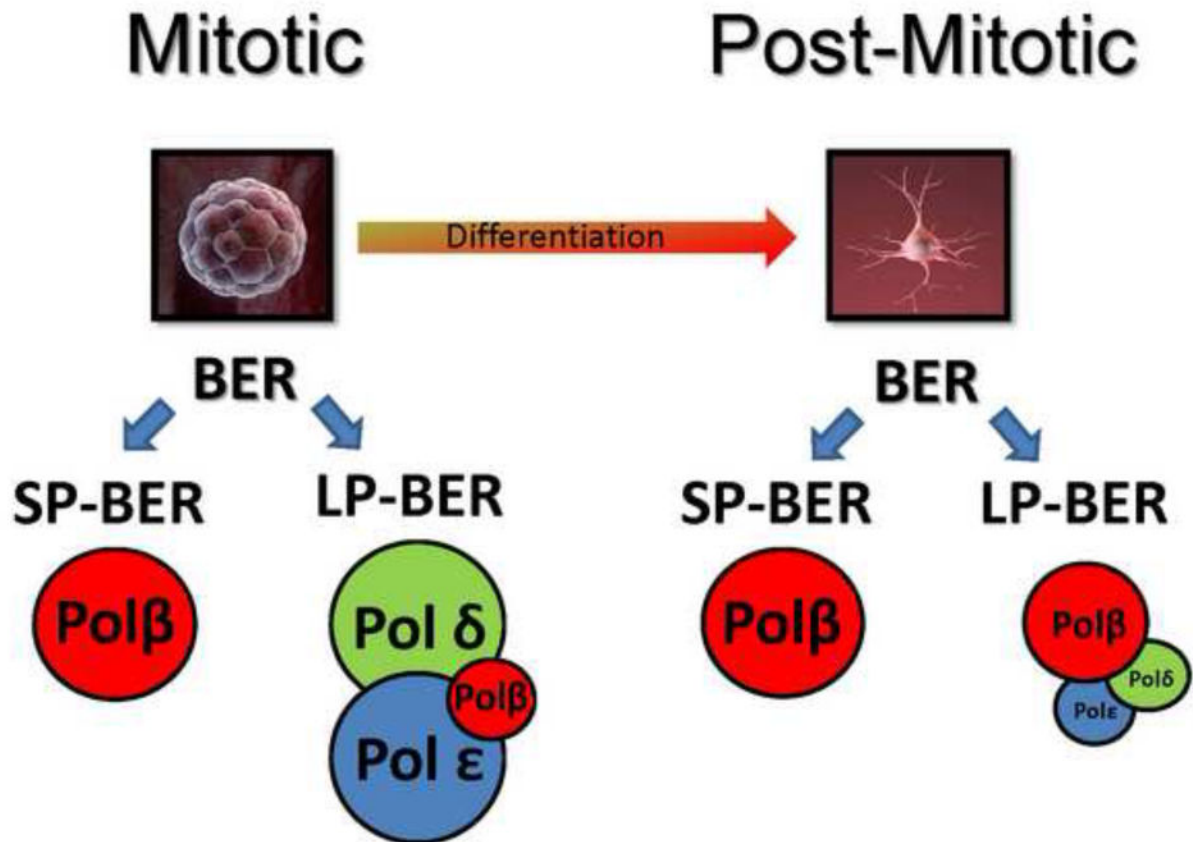 Mitotic
Post-Mitotic
Differentiation
BER
BER
SP-BER
LP-BER
SP-BER
LP-BER
Polβ
Pol δ
Polβ
Pol ε
Polβ
Polβ
Polδ
Polε